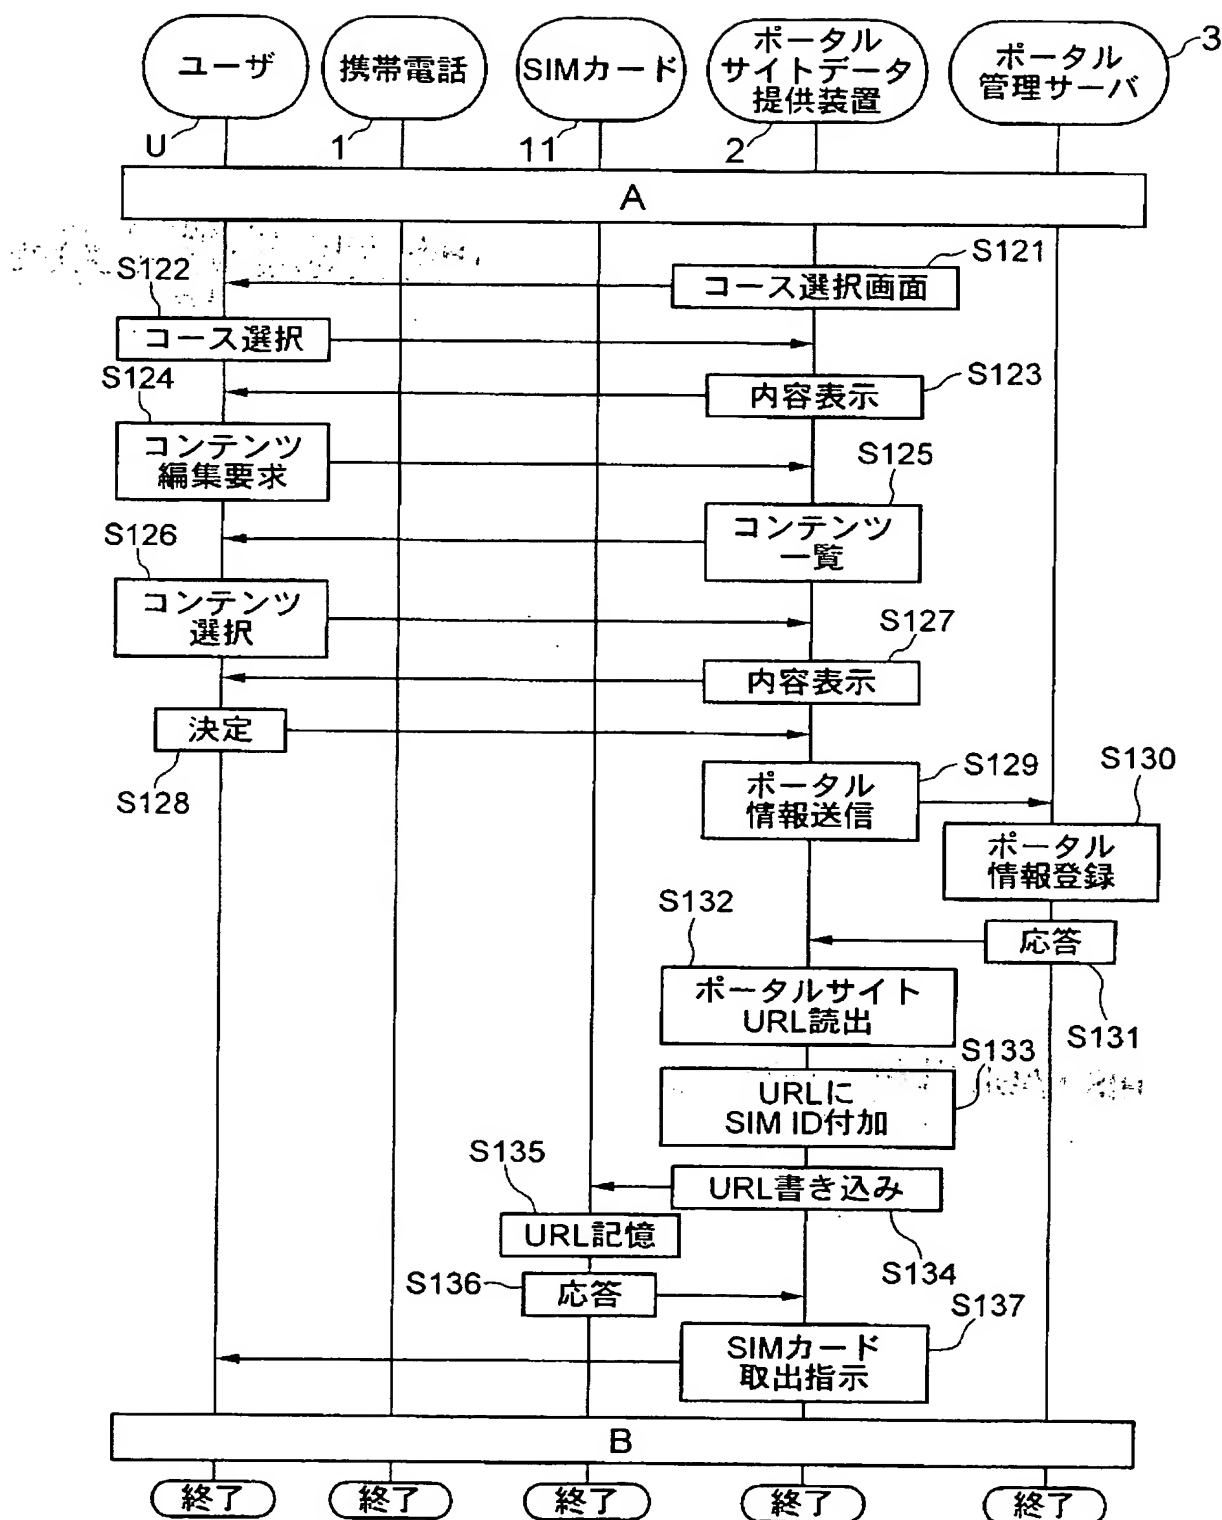 ユーザ
携帯電話
SIMカード
ポータル
サイトデータ
提供装置
ポータル
管理サーバ
3
U
1
11
2
A
S121
コース選択画面
S122
コース選択
S123
内容表示
S124
コンテンツ
編集要求
S125
コンテンツ
一覧
S126
コンテンツ
選択
S127
内容表示
決定
S128
S129
ポータル
情報送信
S130
ポータル
情報登録
応答
S131
S132
ポータルサイト
URL読出
S133
URLに
SIM ID付加
URL書き込み
S134
S135
URL記憶
S136
応答
S137
SIMカード
取出指示
B
終了
終了
終了
終了
終了